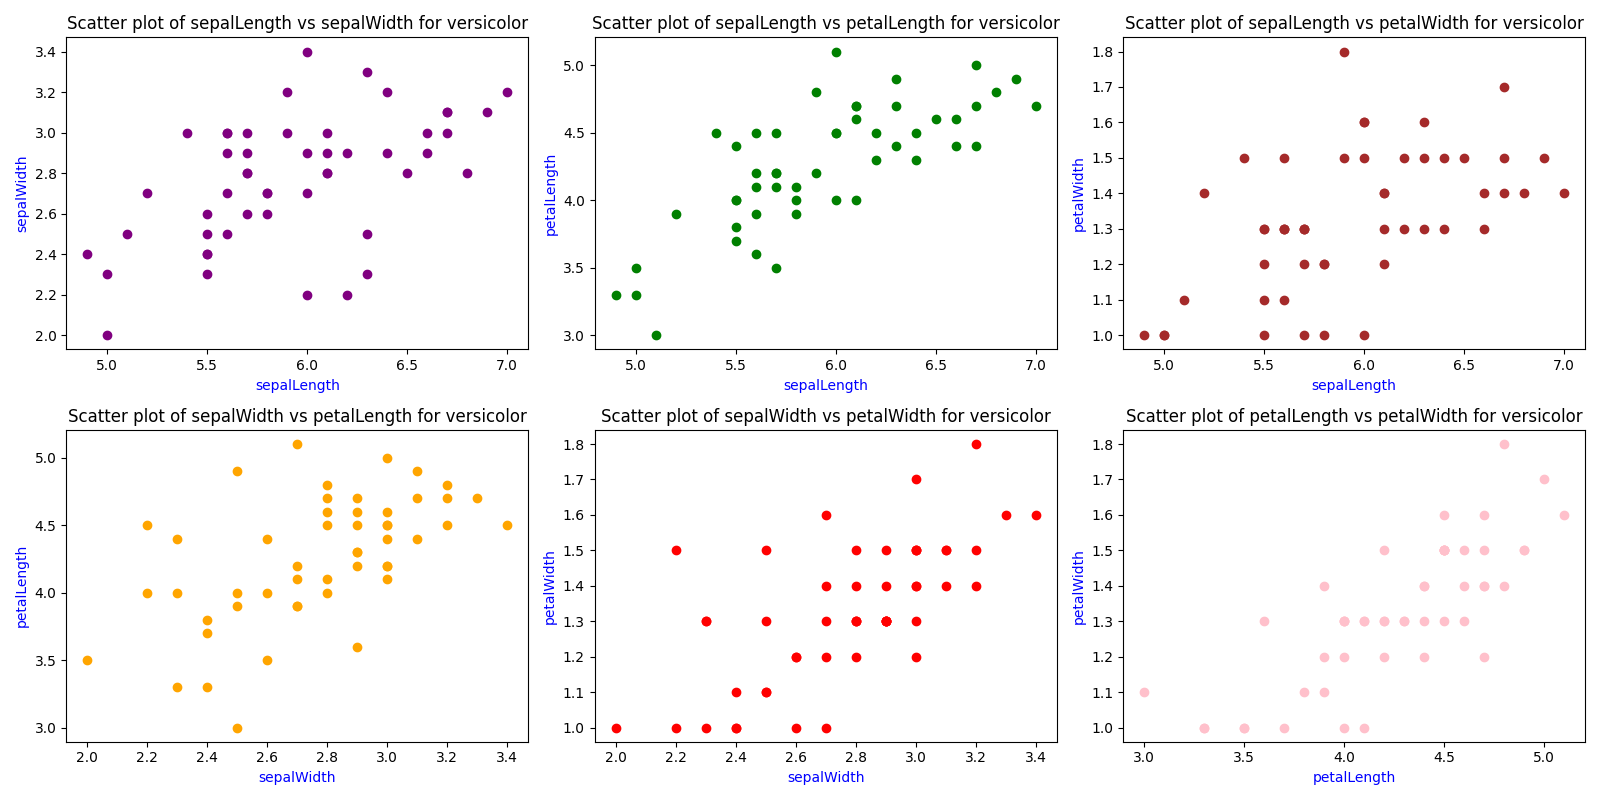 Scatter plot of sepalLength vs sepalWidth for versicolor
3.4
3.2
3.0
2.8
2.6
2.4
2.2
2.0
sepalWidth
5.0 5.5 6.0 6.5 7.0
sepalLength
Scatter plot of sepalLength vs petalLength for versicolor
5.0
4.5
4.0
3.5
3.0
petalLength
5.0 5.5 6.0 6.5 7.0
sepalLength
Scatter plot of sepalLength vs petalWidth for versicolor
1.8
1.7
1.6
1.5
1.4
1.3
1.2
1.1
1.0
petalWidth
5.0 5.5 6.0 6.5 7.0
sepalLength
Scatter plot of sepalWidth vs petalLength for versicolor
5.0
4.5
4.0
3.5
3.0
petalLength
2.0 2.2 2.4 2.6 2.8 3.0 3.2 3.4
sepalWidth
Scatter plot of sepalWidth vs petalWidth for versicolor
1.8
1.7
1.6
1.5
1.4
1.3
1.2
1.1
1.0
petalWidth
2.0 2.2 2.4 2.6 2.8 3.0 3.2 3.4
sepalWidth
Scatter plot of petalLength vs petalWidth for versicolor
1.8
1.7
1.6
1.5
1.4
1.3
1.2
1.1
1.0
petalWidth
3.0 3.5 4.0 4.5 5.0
petalLength